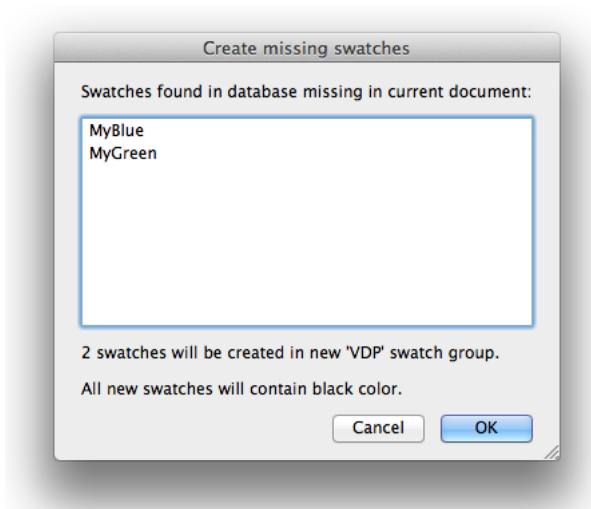 Create missing swatches
Swatches found in database missing in current document:
MyBlue
MyGreen
2 swatches will be created in new 'VDP' swatch group.
All new swatches will contain black color.
Cancel
OK